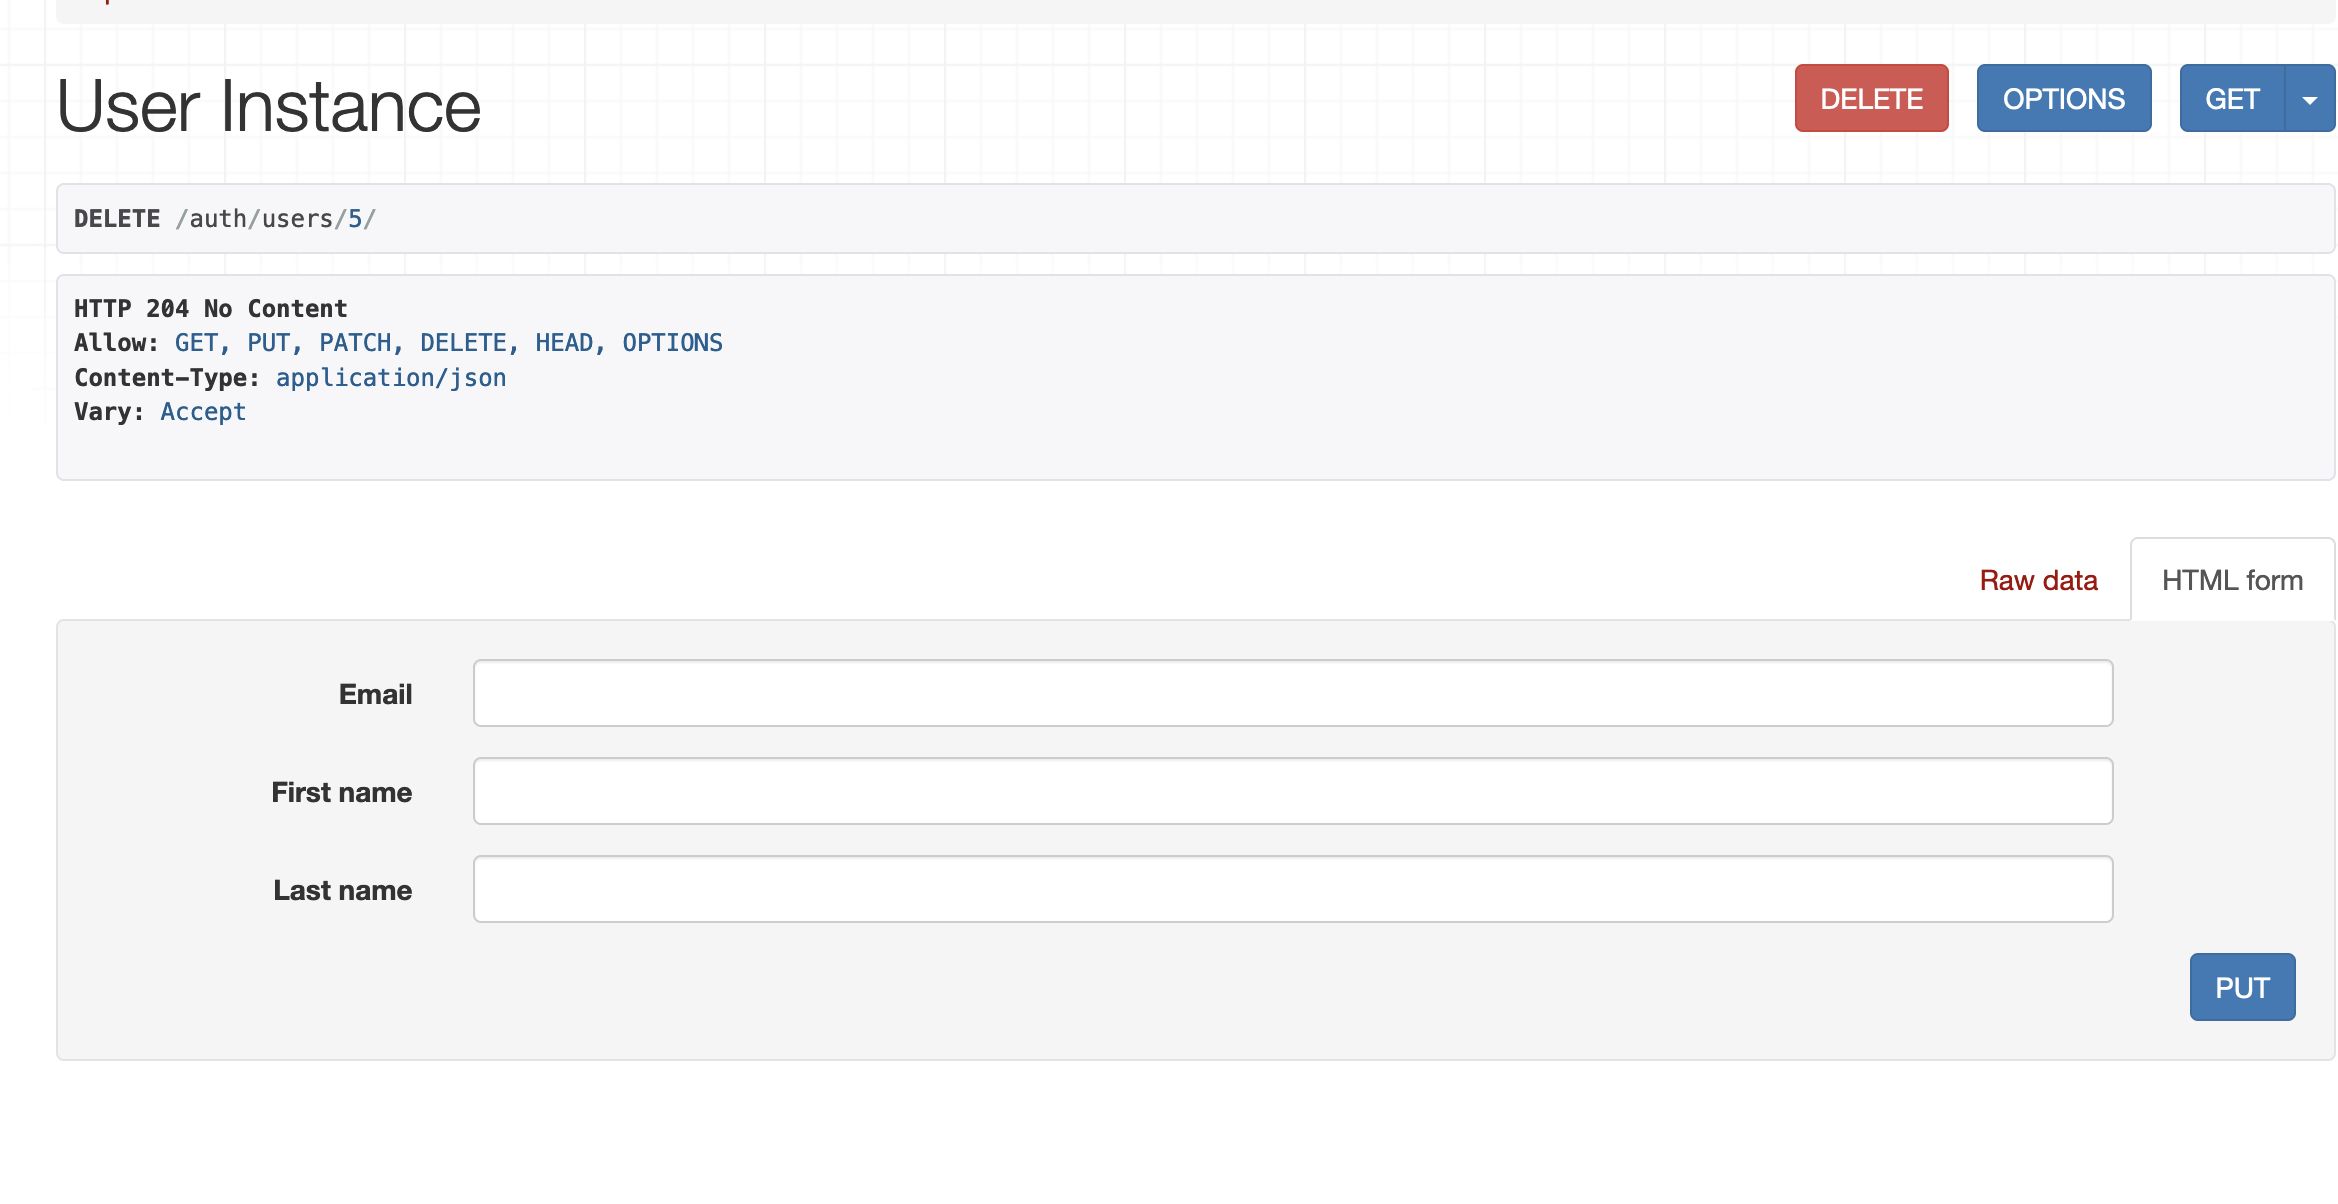 User Instance
DELETE
OPTIONS
GET
DELETE /auth/users/5/
HTTP 204 No Content
Allow: GET, PUT, PATCH, DELETE, HEAD, OPTIONS
Content-Type: application/json
Vary: Accept
Raw data
HTML form
Email
First name
Last name
PUT